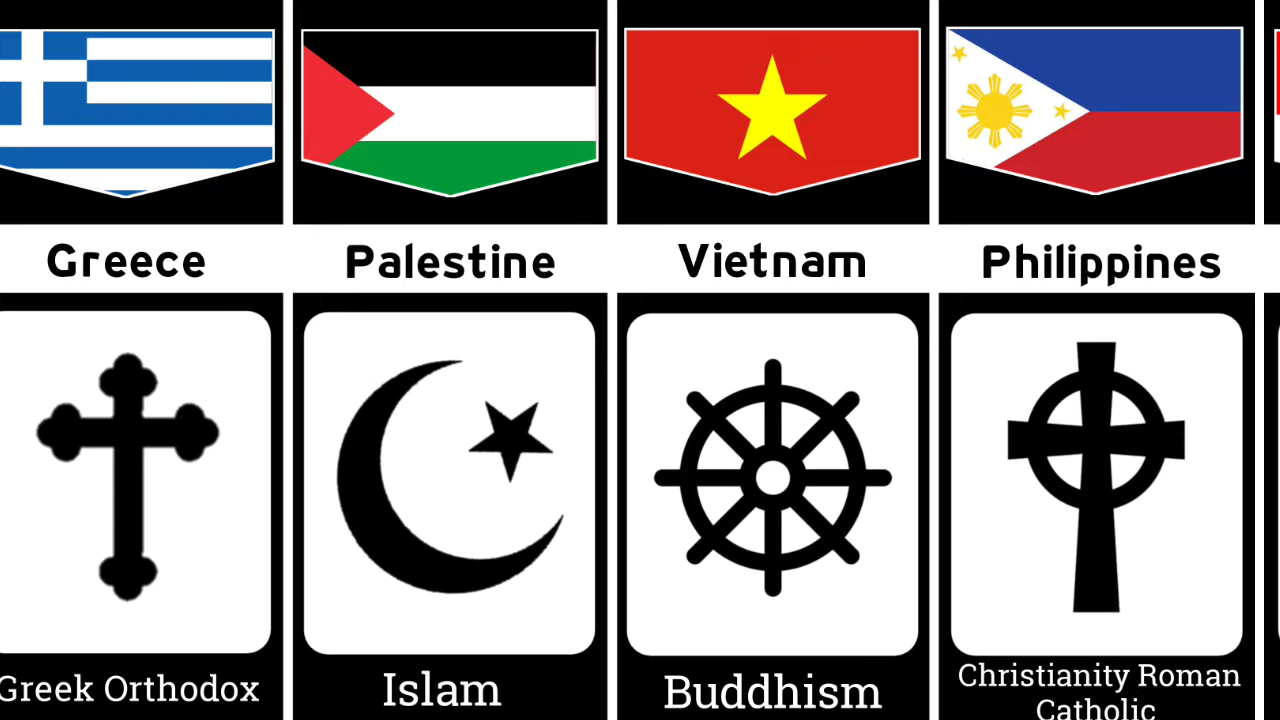 Greece
Palestine
Vietnam
Philippines
Greek Orthodox
Islam
Buddhism
Christianity Roman
Catholic